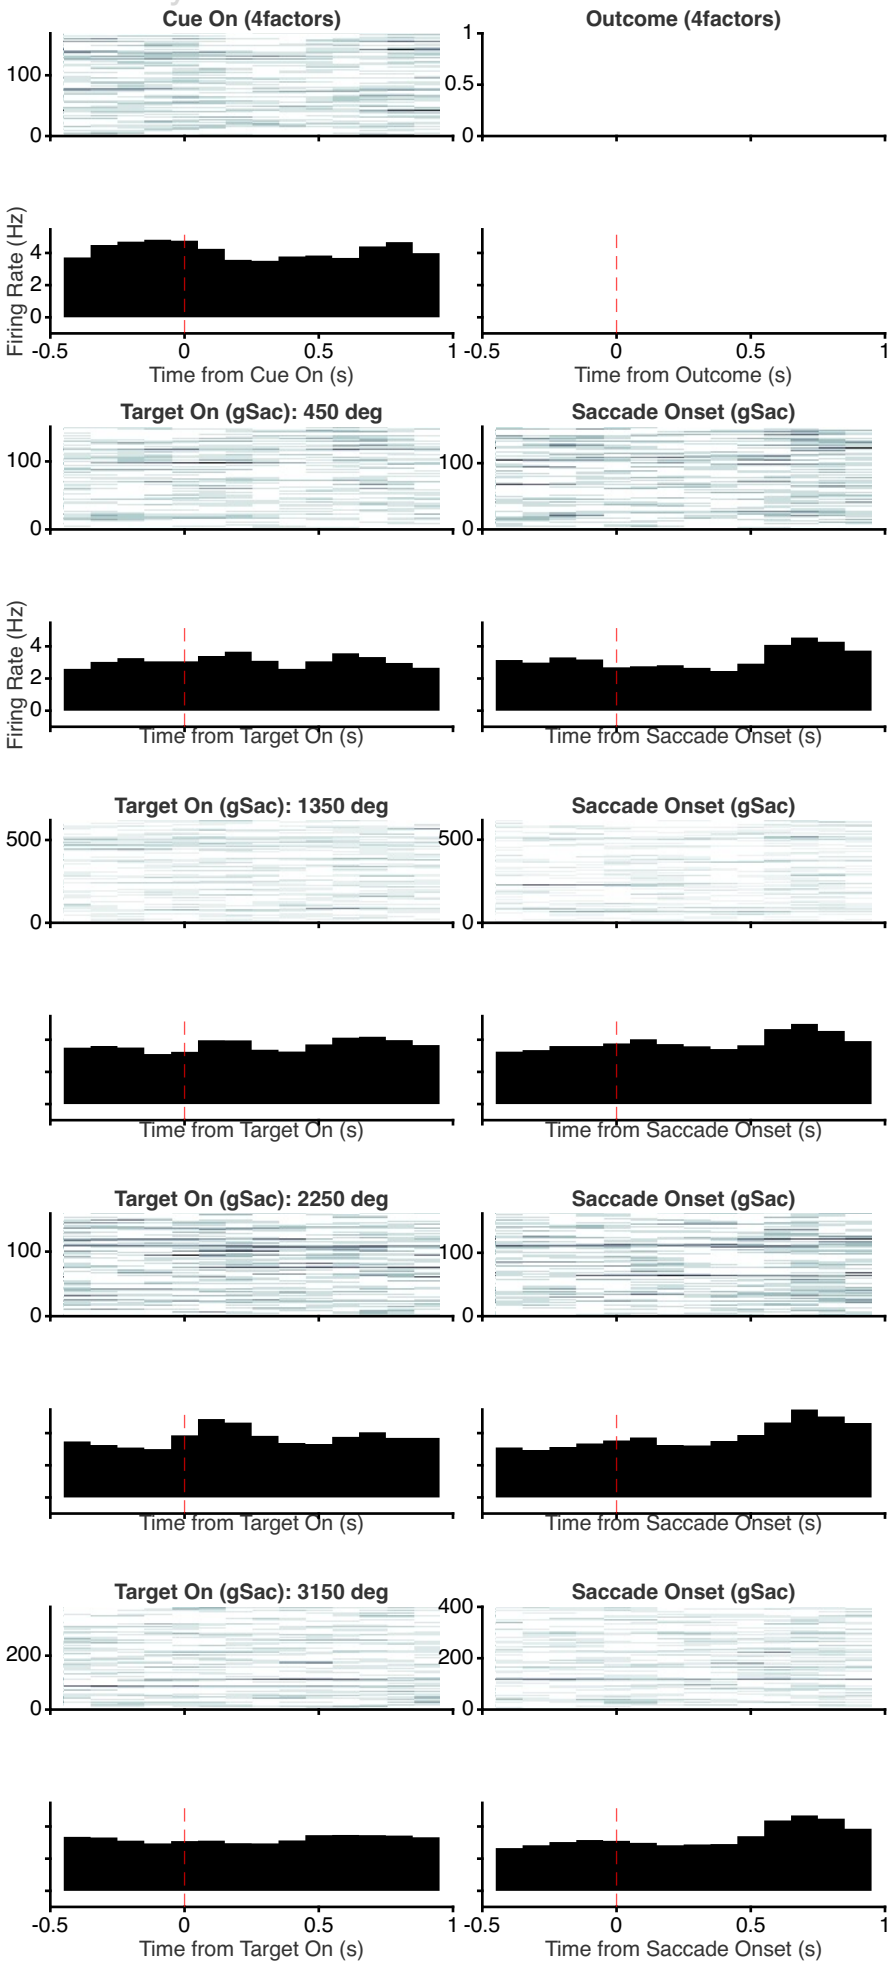 Cue On (4factors)
Outcome (4factors)
100
0
1
0.5
0
Firing Rate (Hz)
4
2
0
-0.5 0 0.5 1
Time from Cue On (s)
-0.5 0 0.5 1
Time from Outcome (s)
Target On (gSac): 450 deg
Saccade Onset (gSac)
100
0
100
0
Firing Rate (Hz)
4
2
0
Time from Target On (s)
Time from Saccade Onset (s)
Target On (gSac): 1350 deg
Saccade Onset (gSac)
500
0
500
0
Time from Target On (s)
Time from Saccade Onset (s)
Target On (gSac): 2250 deg
Saccade Onset (gSac)
100
0
100
0
Time from Target On (s)
Time from Saccade Onset (s)
Target On (gSac): 3150 deg
Saccade Onset (gSac)
200
0
400
200
0
-0.5 0 0.5 1
Time from Target On (s)
-0.5 0 0.5 1
Time from Saccade Onset (s)